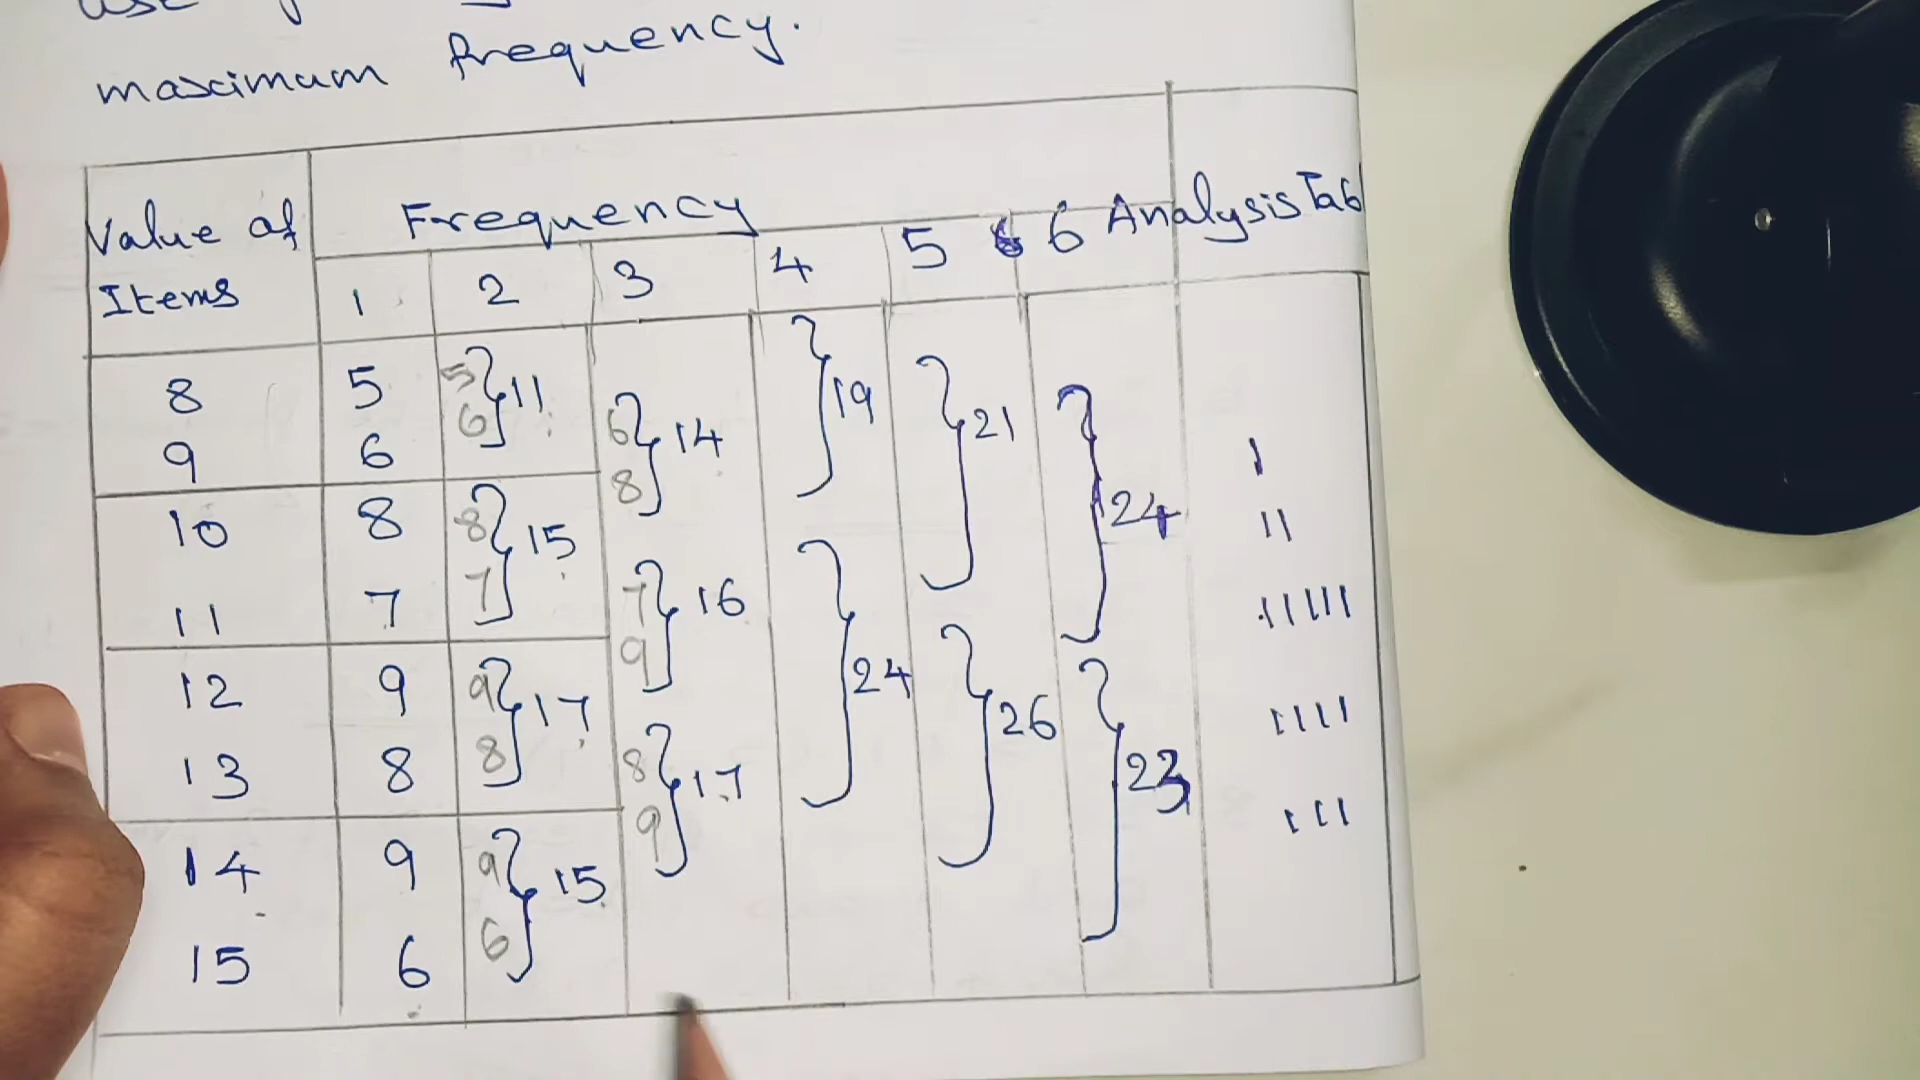 maximum frequency.
Value of Items Frequency Analysis Tab
1 2 3 4 5 6
8 5 5 6 11 19
9 6 6 8 14 21
10 8 8 7 15 24
11 7 7 9 16
12 9 9 8 17 24 26
13 8 8 9 17 23
14 9 9 6 15
15 6